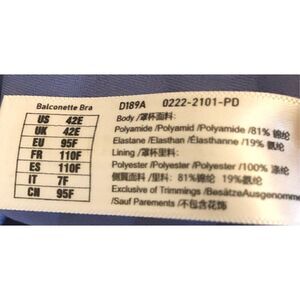 Balconette Bra D189A 0222-2101-PD
US 42E
UK 42E
EU 95F
FR 110F
ES 110F
IT 7F
CN 95F
Body /罩杯面料/
Polyamide /Polyamid /Polyamide /81% 锦纶
Elastane /Elasthan /Élasthanne /19% 氨纶
Lining /罩杯里料/
Polyester /Polyester /Polyester /100% 涤纶
侧翼面料 /里料: 81% 锦纶 19%氨纶
Exclusive of Trimmings /BesätzeAusgenomme
/Sauf Parements /不包含花饰